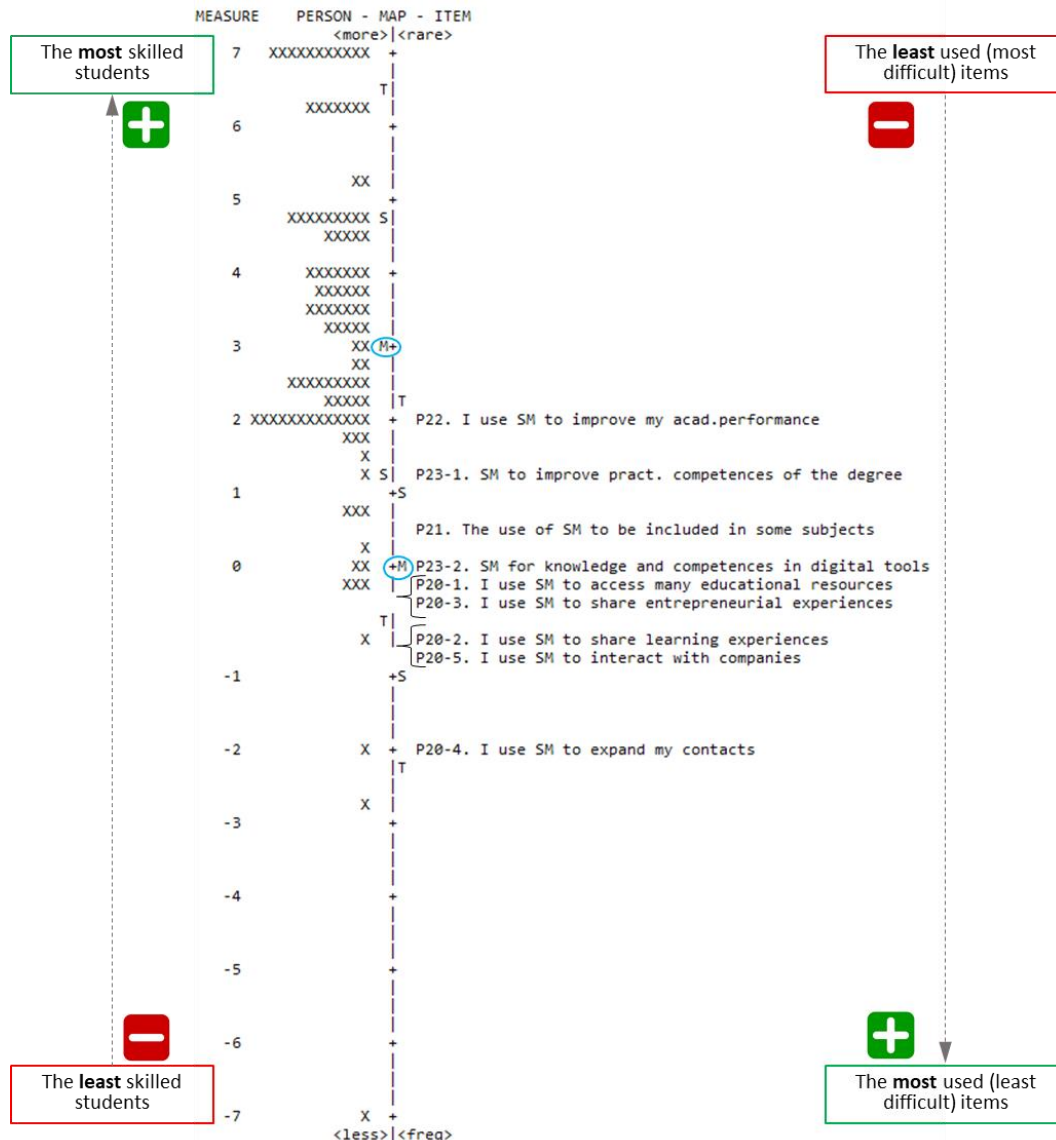 MEASURE PERSON - MAP - ITEM
<more>|<rare>
The most skilled
students
The least used (most
difficult) items
7 XXXXXXXXXXX +
|
T|
XXXXXXX |
6 +
|
|
XX |
5 +
XXXXXXXXX S|
XXXXX |
|
4 XXXXXXX +
XXXXXX |
XXXXXXX |
XXXXX |
3 XX M+
XX |
XXXXXXXXX |
XXXXX |T
2 XXXXXXXXXXXXX + P22. I use SM to improve my acad.performance
XXX |
X |
X S| P23-1. SM to improve pract. competences of the degree
1 +S
XXX |
| P21. The use of SM to be included in some subjects
X |
0 XX +M P23-2. SM for knowledge and competences in digital tools
XXX | P20-1. I use SM to access many educational resources
P20-3. I use SM to share entrepreneurial experiences
T|
X | P20-2. I use SM to share learning experiences
P20-5. I use SM to interact with companies
-1 +S
|
|
|
-2 X + P20-4. I use SM to expand my contacts
|T
|
X |
-3 +
|
|
|
-4 +
|
|
|
-5 +
|
|
|
-6 +
|
|
|
The least skilled
students
The most used (least
difficult) items
-7 X +
<less>|<freq>